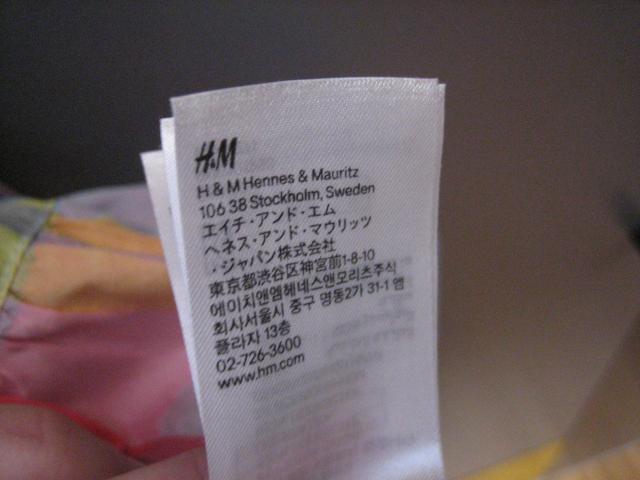 H&M
H & M Hennes & Mauritz
106 38 Stockholm, Sweden
エイチ・アンド・エム
ヘネス・アンド・マウリッツ
・ジャパン株式会社
東京都渋谷区神宮前1-8-10
에이치앤엠헤네스앤모리츠주식
회사서울시 중구 명동2가 31-1 엠
플라자 13층
02-726-3600
www.hm.com